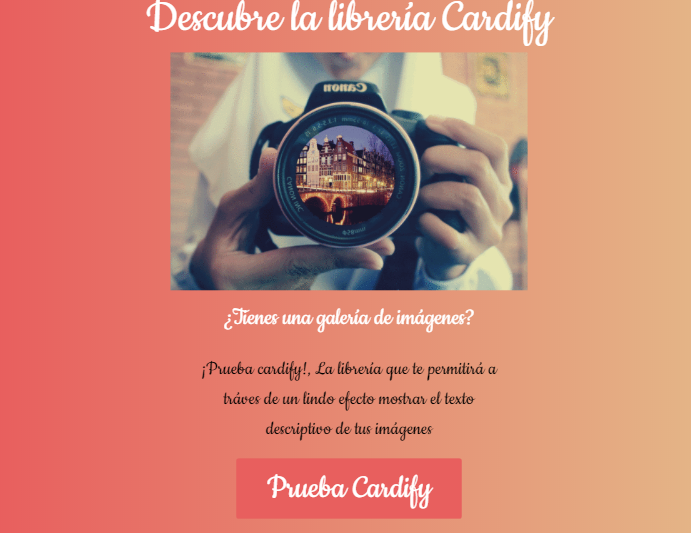 Descubre la librería Cardify
Canon
¿Tienes una galería de imágenes?
¡Prueba cardify!, La librería que te permitirá a
tráves de un lindo efecto mostrar el texto
descriptivo de tus imágenes
Prueba Cardify